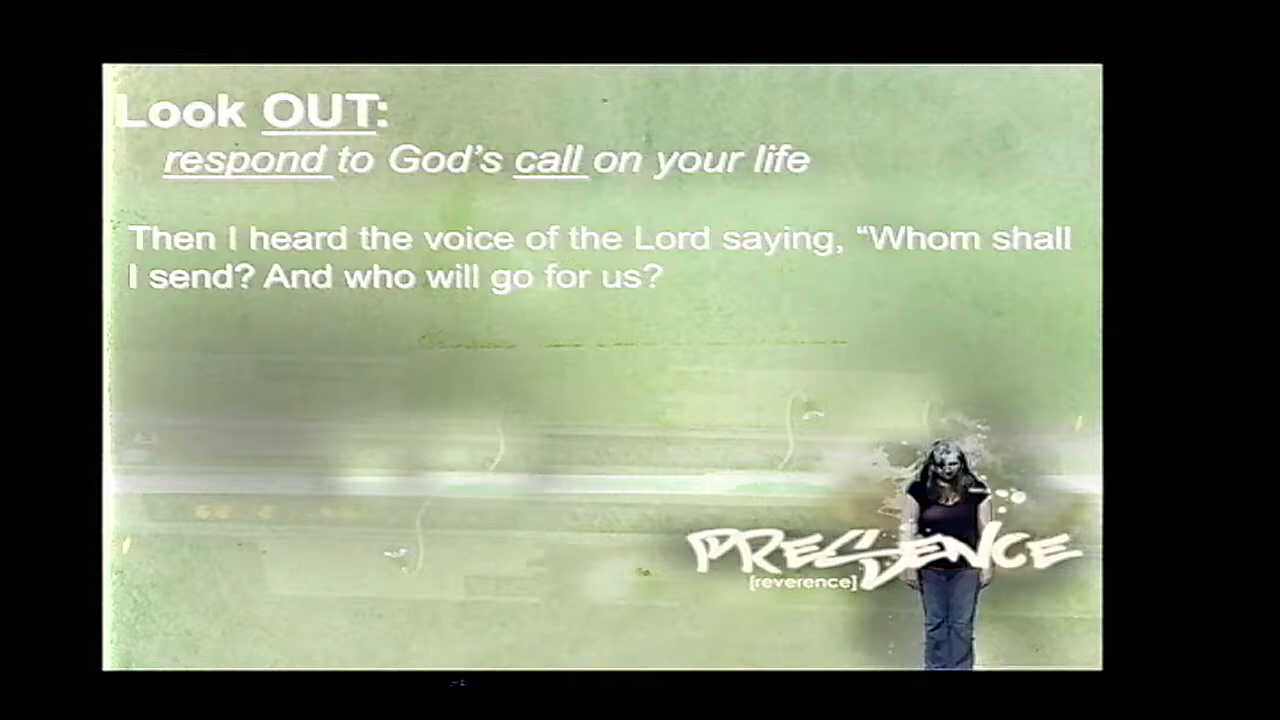 Look OUT:
respond to God’s call on your life
Then I heard the voice of the Lord saying, “Whom shall
I send? And who will go for us?
PRESENCE
[reverence]